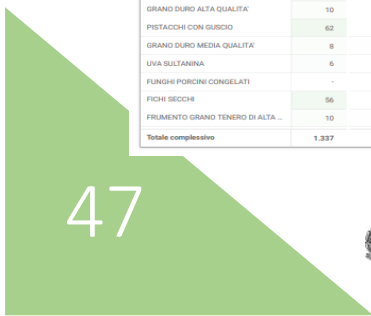 GRANO DURO ALTA QUALITA' 10
PISTACCHI CON GUSCIO 62
GRANO DURO MEDIA QUALITA' 8
UVA SULTANINA 6
FUNGHI PORCINI CONGELATI -
FICHI SECCHI 56
FRUMENTO GRANO TENERO DI ALTA ... 10
Totale complessivo 1.337
47